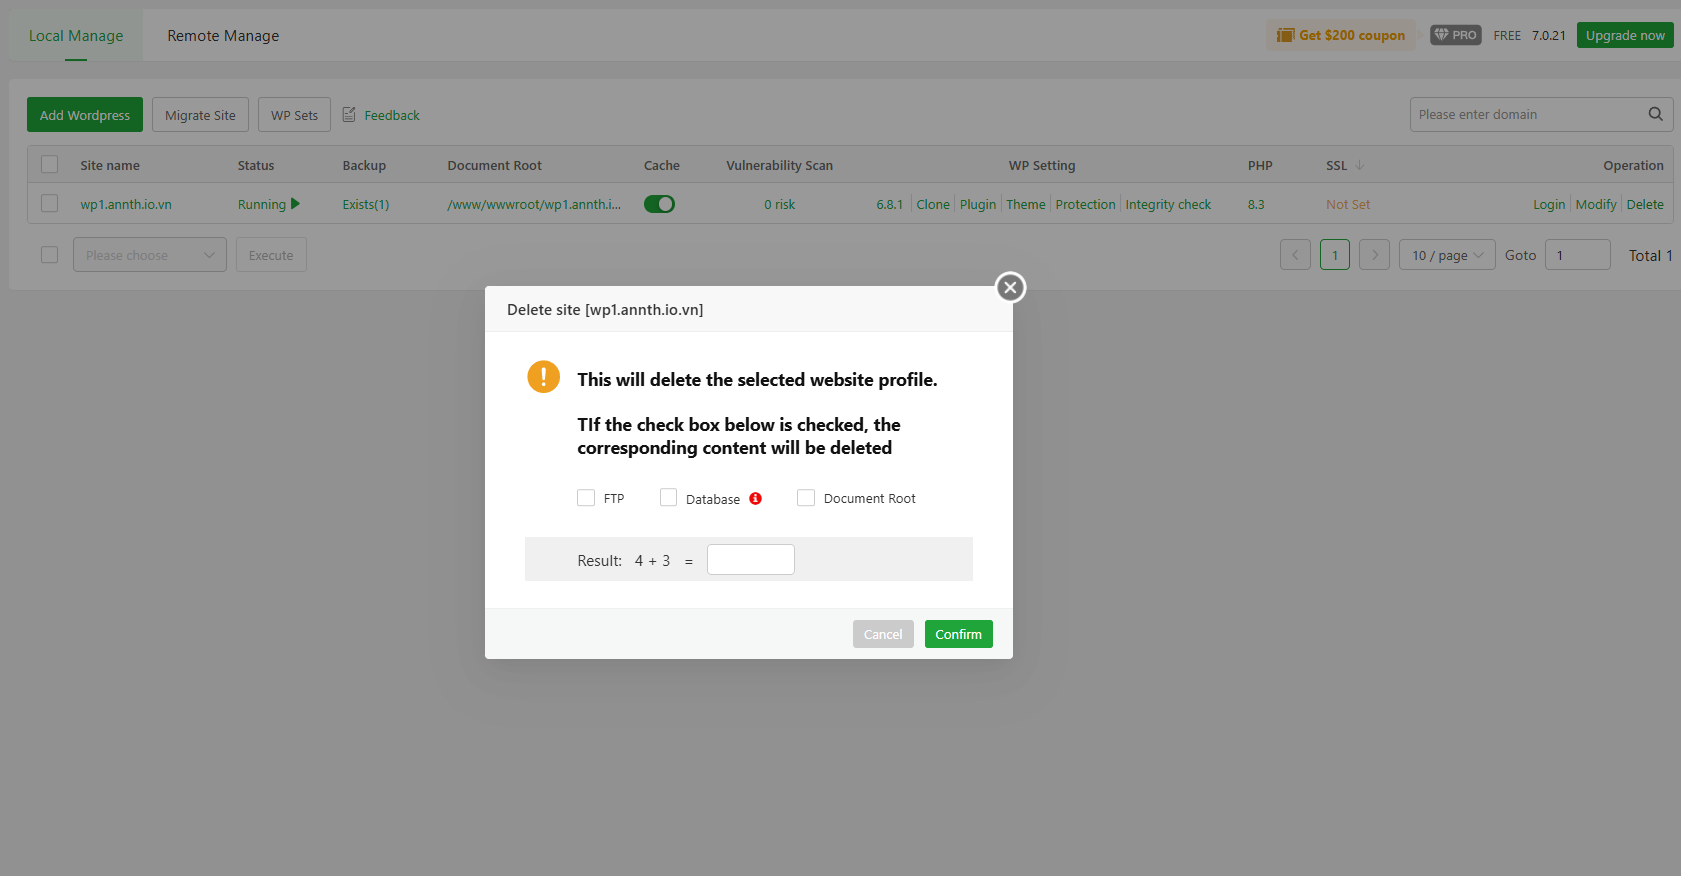 Local Manage Remote Manage Get $200 coupon PRO FREE 7.0.21 Upgrade now
Add Wordpress Migrate Site WP Sets Feedback Please enter domain
Site name Status Backup Document Root Cache Vulnerability Scan WP Setting PHP SSL Operation
wp1.annth.io.vn Running Exists(1) /www/wwwroot/wp1.annth.i... 0 risk 6.8.1 Clone Plugin Theme Protection Integrity check 8.3 Not Set Login Modify Delete
Please choose Execute 1 10 / page Goto 1 Total 1
Delete site [wp1.annth.io.vn]
This will delete the selected website profile.
TIf the check box below is checked, the
corresponding content will be deleted
FTP Database Document Root
Result: 4 + 3 =
Cancel Confirm